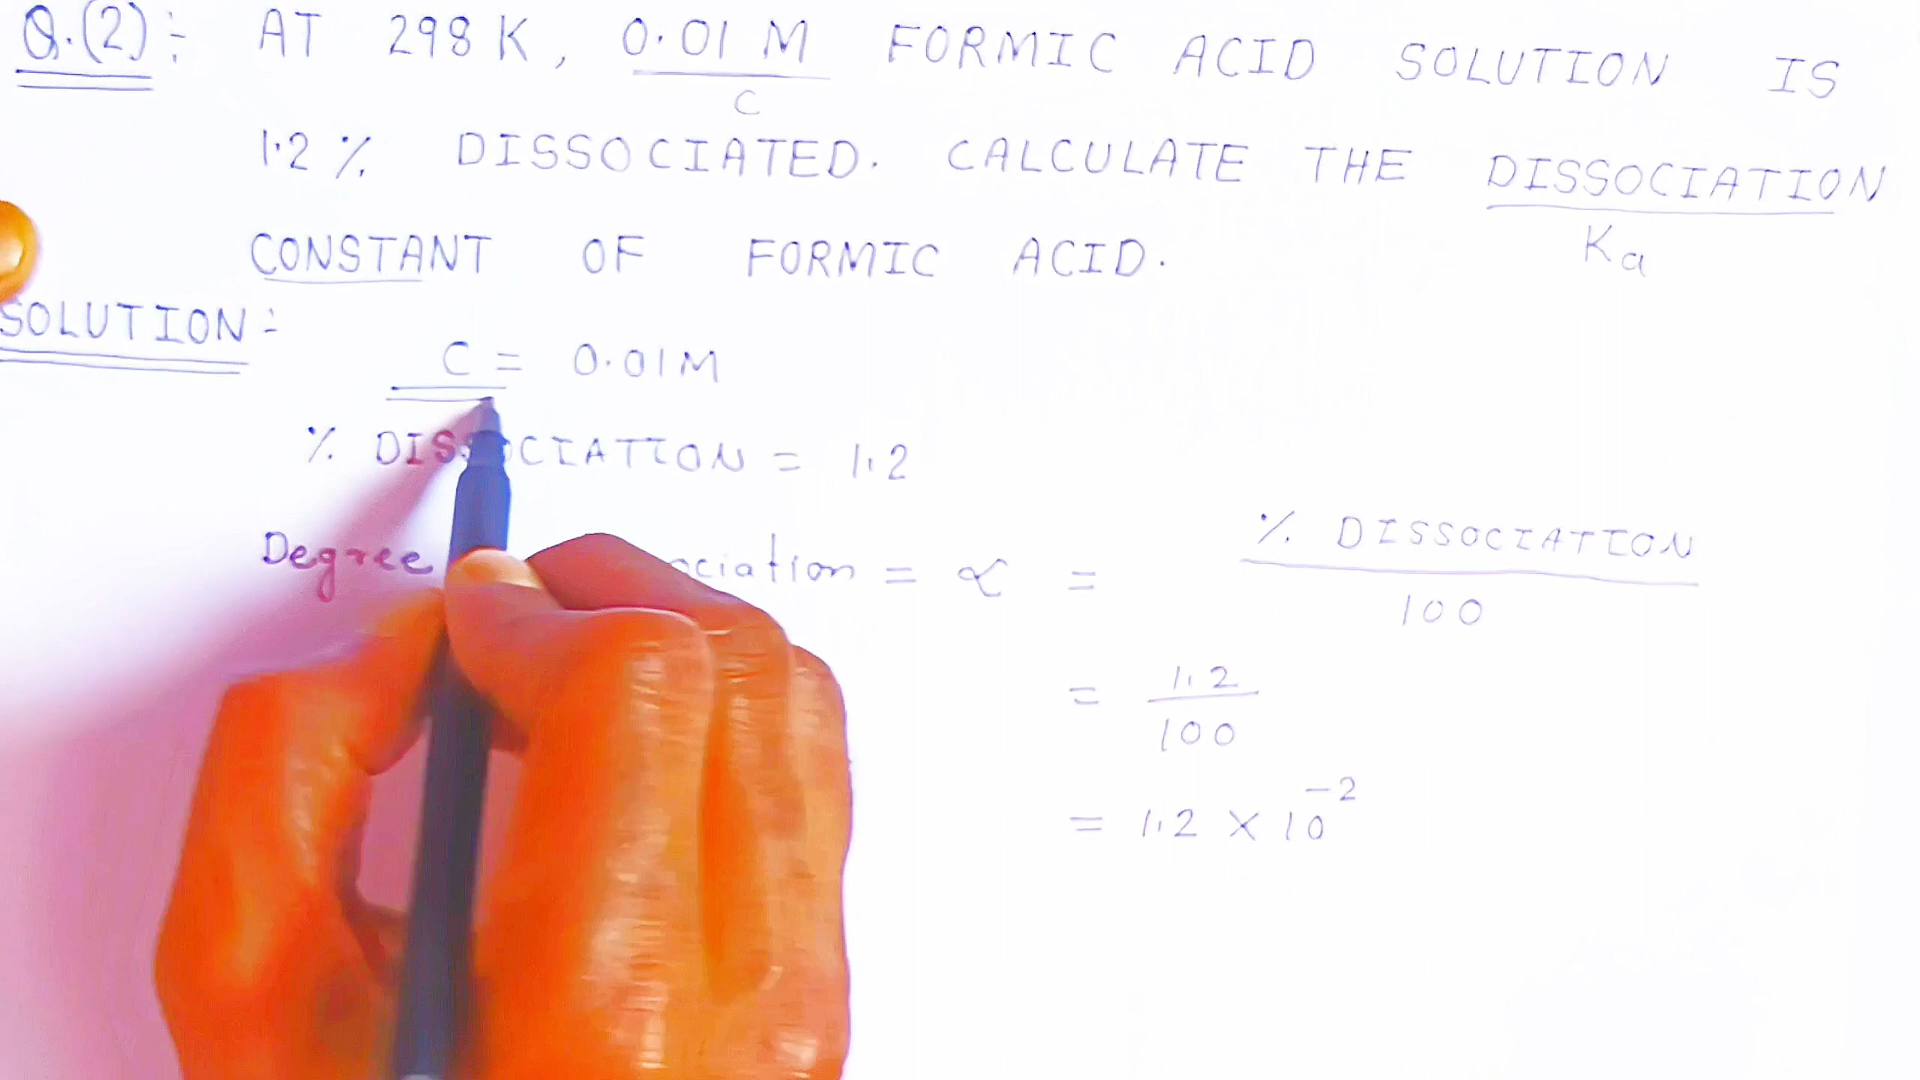 Q.(2):- AT 298 K, 0.01 M FORMIC ACID SOLUTION IS
C
1.2 % DISSOCIATED. CALCULATE THE DISSOCIATION
CONSTANT OF FORMIC ACID.
Ka
SOLUTION:-
C = 0.01M
% DISSOCIATION = 1.2
Degree ociation = ∝ = % DISSOCIATION
100
= 1.2
100
= 1.2 × 10⁻²